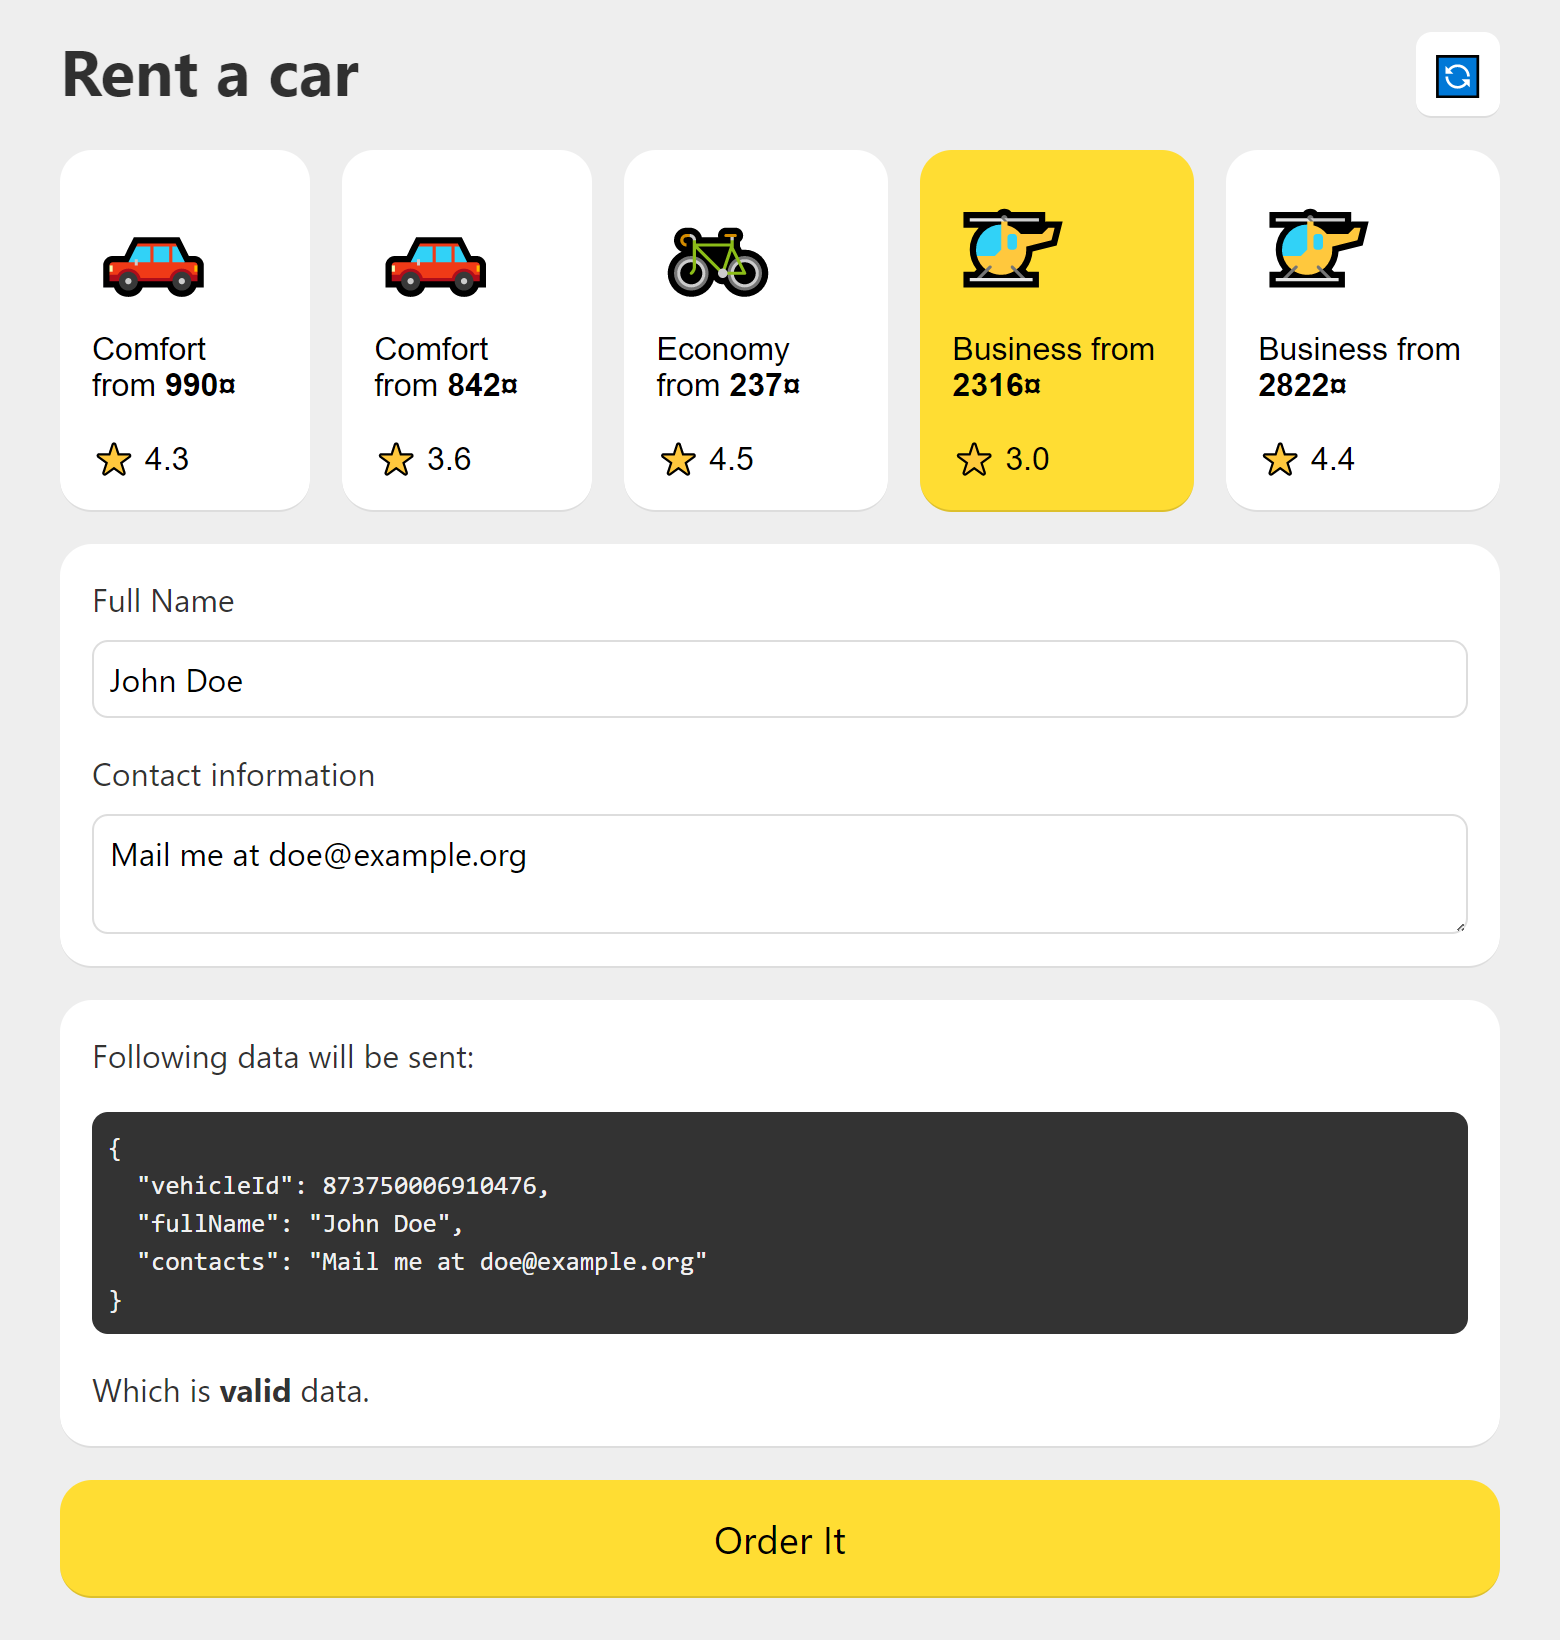 Rent a car
Comfort
from 990¤
4.3
Comfort
from 842¤
3.6
Economy
from 237¤
4.5
Business from
2316¤
3.0
Business from
2822¤
4.4
Full Name
John Doe
Contact information
Mail me at doe@example.org
Following data will be sent:
{
"vehicleId": 873750006910476,
"fullName": "John Doe",
"contacts": "Mail me at doe@example.org"
}
Which is valid data.
Order It